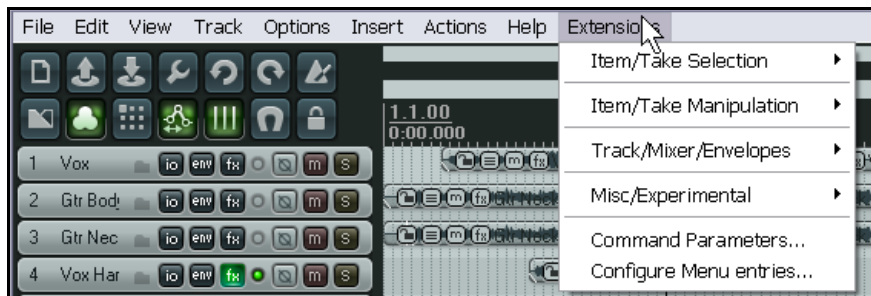 File Edit View Track Options Insert Actions Help Extensions
Item/Take Selection
Item/Take Manipulation
1.1.00
0:00.000
Track/Mixer/Envelopes
1 Vox io env fx m S
Misc/Experimental
2 Gtr Body io env fx m S
3 Gtr Nec io env fx m S
Command Parameters...
4 Vox Har io env fx m S
Configure Menu entries...